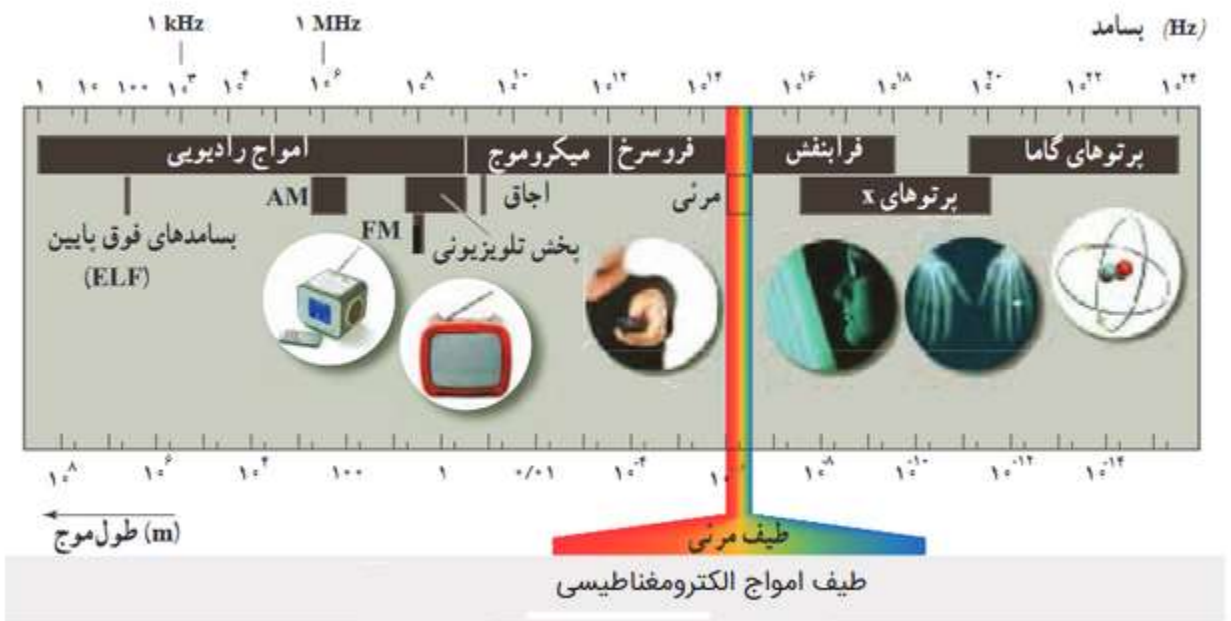 بسامد (Hz)
۱ kHz ۱ MHz
۱ ۱۰ ۱۰۰ ۱۰³ ۱۰⁴ ۱۰⁶ ۱۰⁸ ۱۰¹⁰ ۱۰¹² ۱۰¹⁴ ۱۰¹⁶ ۱۰¹⁸ ۱۰²⁰ ۱۰²² ۱۰²⁴
امواج رادیویی میکروموج فروسرخ فرابنفش پرتوهای گاما
AM اجاق مرئی پرتوهای x
بسامدهای فوق پایین FM پخش تلویزیونی
(ELF)
۱۰⁸ ۱۰⁶ ۱۰⁴ ۱۰۰ ۱ ۰/۰۱ ۱۰⁻⁴ ۱۰⁻⁸ ۱۰⁻¹⁰ ۱۰⁻¹² ۱۰⁻¹⁴
طول‌موج (m)
طیف مرئی
طیف امواج الکترومغناطیسی